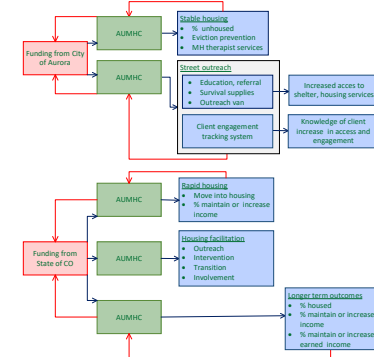 Stable housing
• % unhoused
• Eviction prevention
• MH therapist services
AUMHC
Funding from City
of Aurora
AUMHC
Street outreach
• Education, referral
• Survival supplies
• Outreach van
Increased acces to
shelter, housing services
Client engagement
tracking system
Knowledge of client
increase in access and
engagement
Rapid housing
• Move into housing
• % maintain or increase
income
AUMHC
Housing facilitation
• Outreach
• Intervention
• Transition
• Involvement
AUMHC
Funding from
State of CO
AUMHC
Longer term outcomes
• % housed
• % maintain or increase
income
• % maintain or increase
earned income